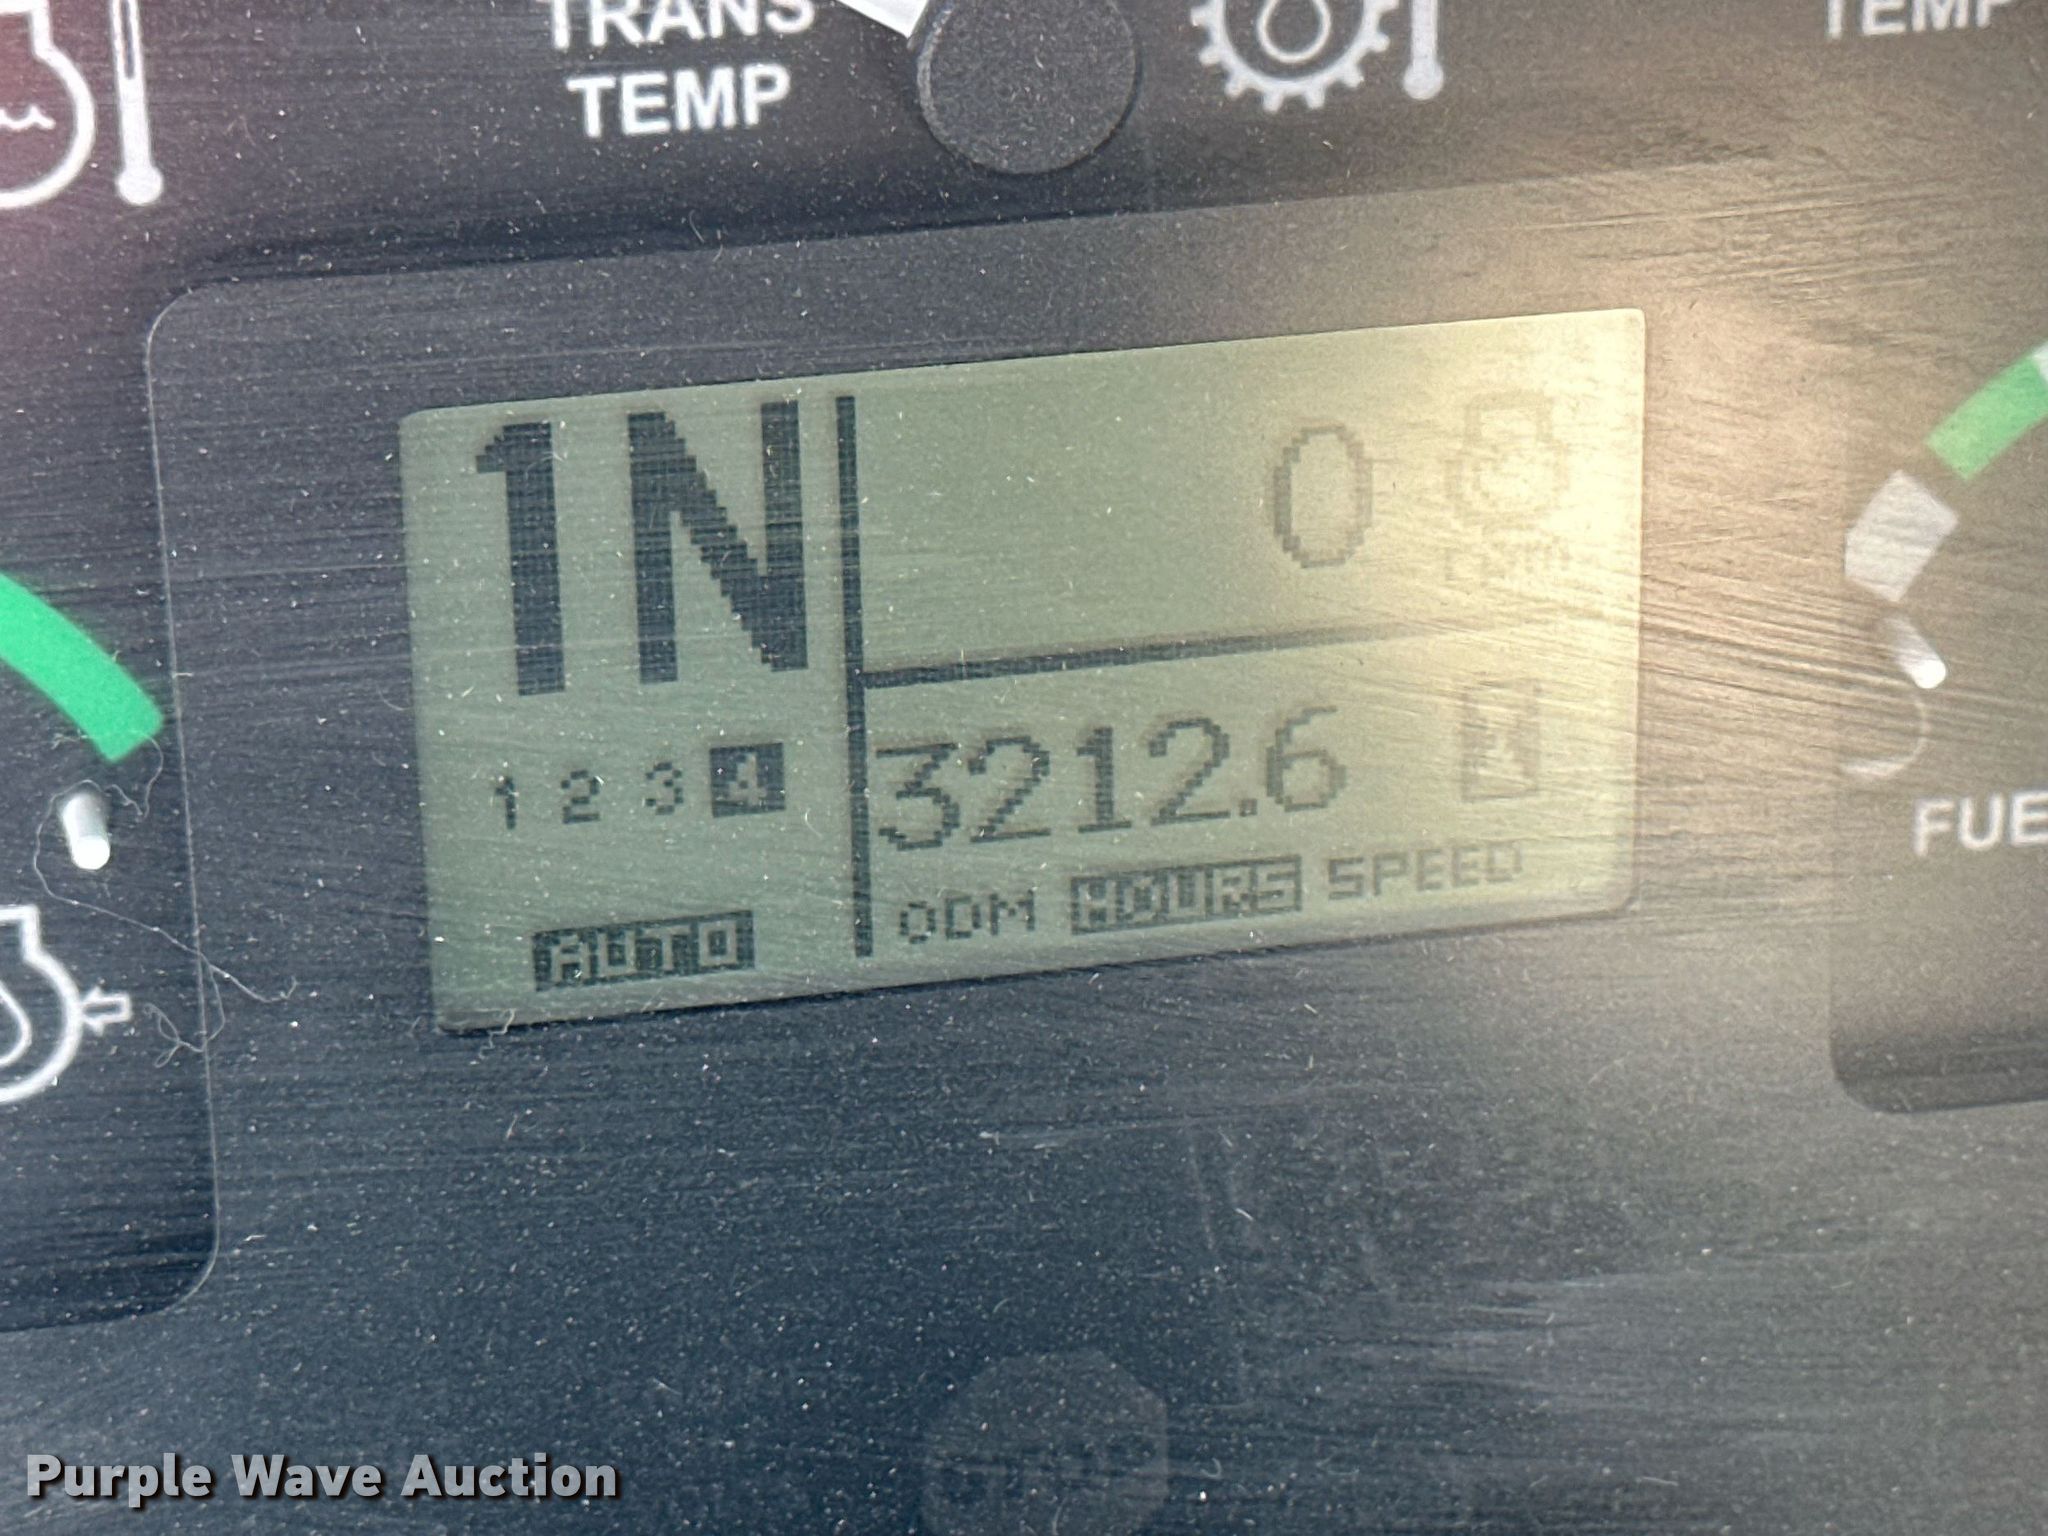 TRANS
TEMP
TEMP
1N
0
rpm
1 2 3 4
3212.6
AUTO
ODM HOURS SPEED
FUE
Purple Wave Auction